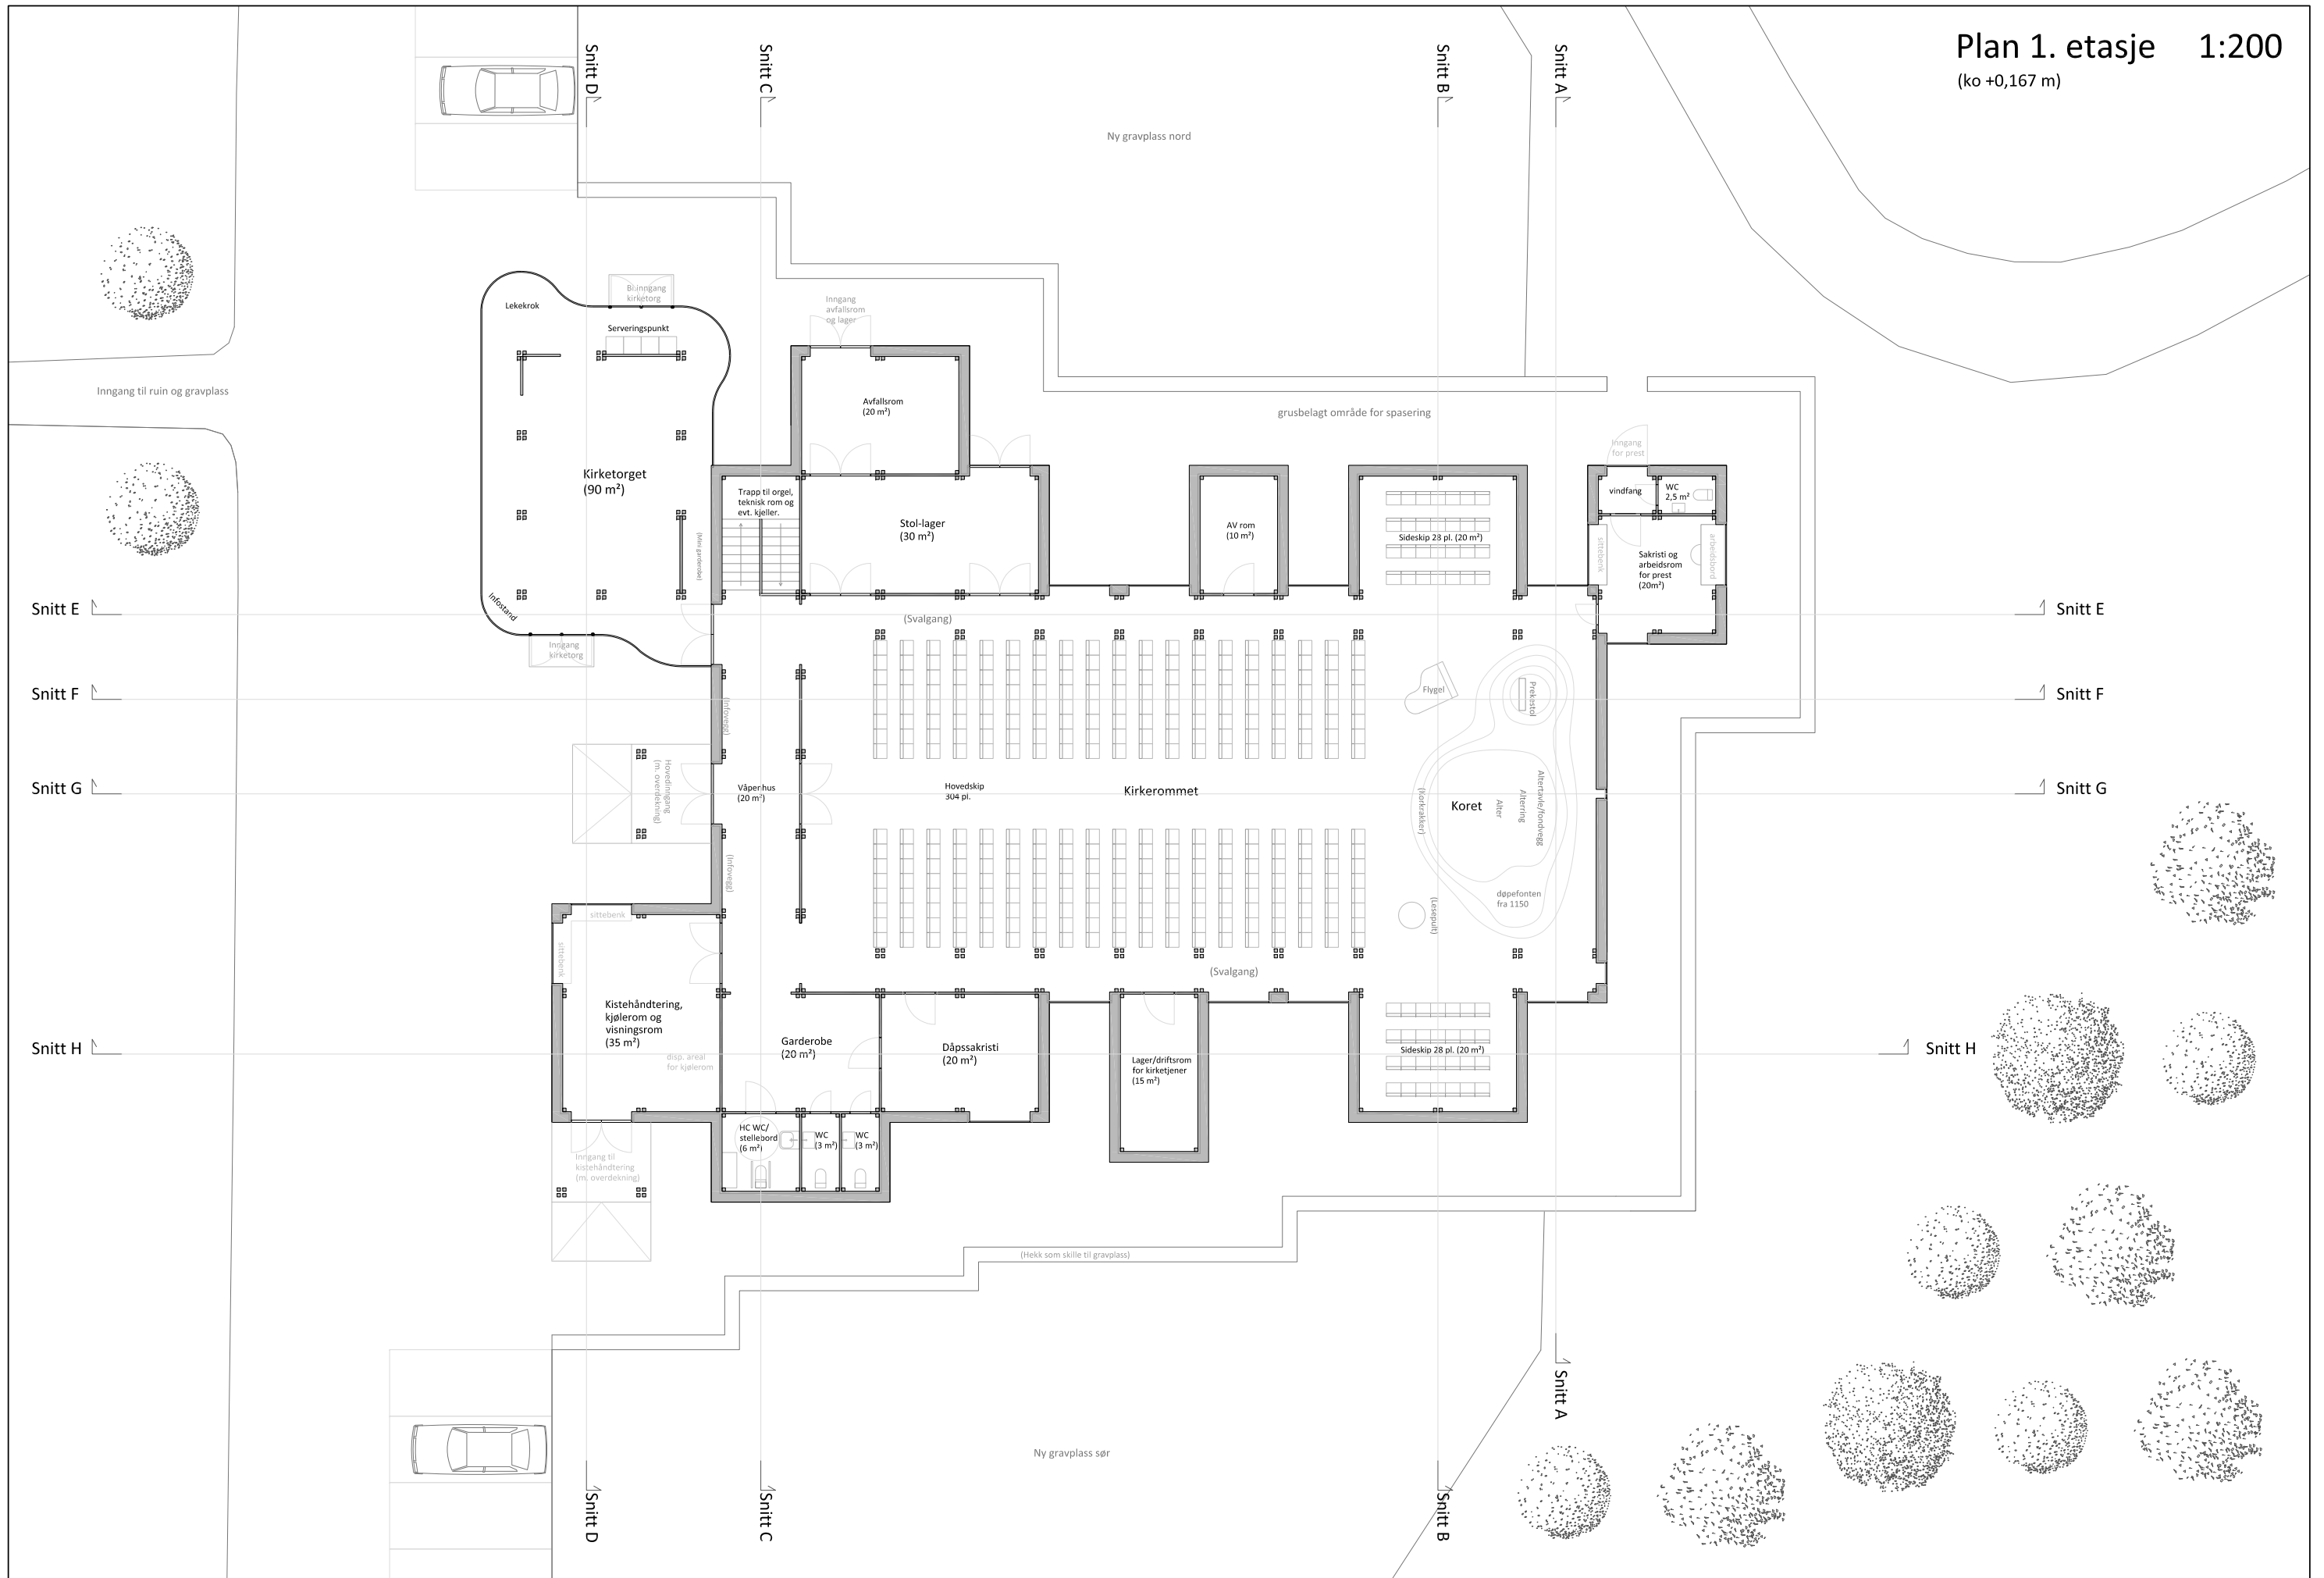 Plan 1. etasje 1:200
(ko +0,167 m)
Snitt D
Snitt C
Snitt B
Snitt A
Ny gravplass nord
Inngang til ruin og gravplass
Lekekrok
Bi-inngang
kirketorg
Serveringspunkt
Inngang
avfallsrom
og lager
Avfallsrom
(20 m²)
grusbelagt område for spasering
Inngang
for prest
Kirketorget
(90 m²)
Trapp til orgel,
teknisk rom og
evt. kjeller.
Stol-lager
(30 m²)
AV rom
(10 m²)
Sideskip 28 pl. (20 m²)
vindfang
WC
2,5 m²
sittebenk
Sakristi og
arbeidsrom
for prest
(20m²)
arbeidsbord
(Minigarderobe)
Infostand
Inngang
kirketorg
Snitt E
Snitt E
(Svalgang)
Snitt F
Snitt F
(Infovegg)
Flygel
Prekestol
Snitt G
Snitt G
Hovedinngang
(m. overdekning)
Våpenhus
(20 m²)
Hovedskip
304 pl.
Kirkerommet
(Korkrakker)
Koret
Alter
Alterring
Altertavle/fondvegg
(Infovegg)
døpefonten
fra 1150
(Lesepult)
sittebenk
sittebenk
(Svalgang)
Kistehåndtering,
kjølerom og
visningsrom
(35 m²)
disp. areal
for kjølerom
Garderobe
(20 m²)
Dåpssakristi
(20 m²)
Lager/driftsrom
for kirketjener
(15 m²)
Sideskip 28 pl. (20 m²)
Snitt H
Snitt H
HC WC/
stellebord
(6 m²)
WC
(3 m²)
WC
(3 m²)
Inngang til
kistehåndtering
(m. overdekning)
(Hekk som skille til gravplass)
Ny gravplass sør
Snitt D
Snitt C
Snitt B
Snitt A